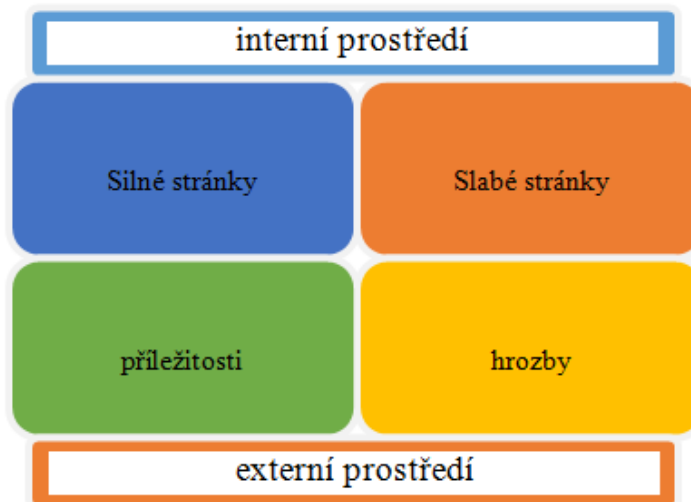 interní prostředí
Silné stránky
Slabé stránky
příležitosti
hrozby
externí prostředí